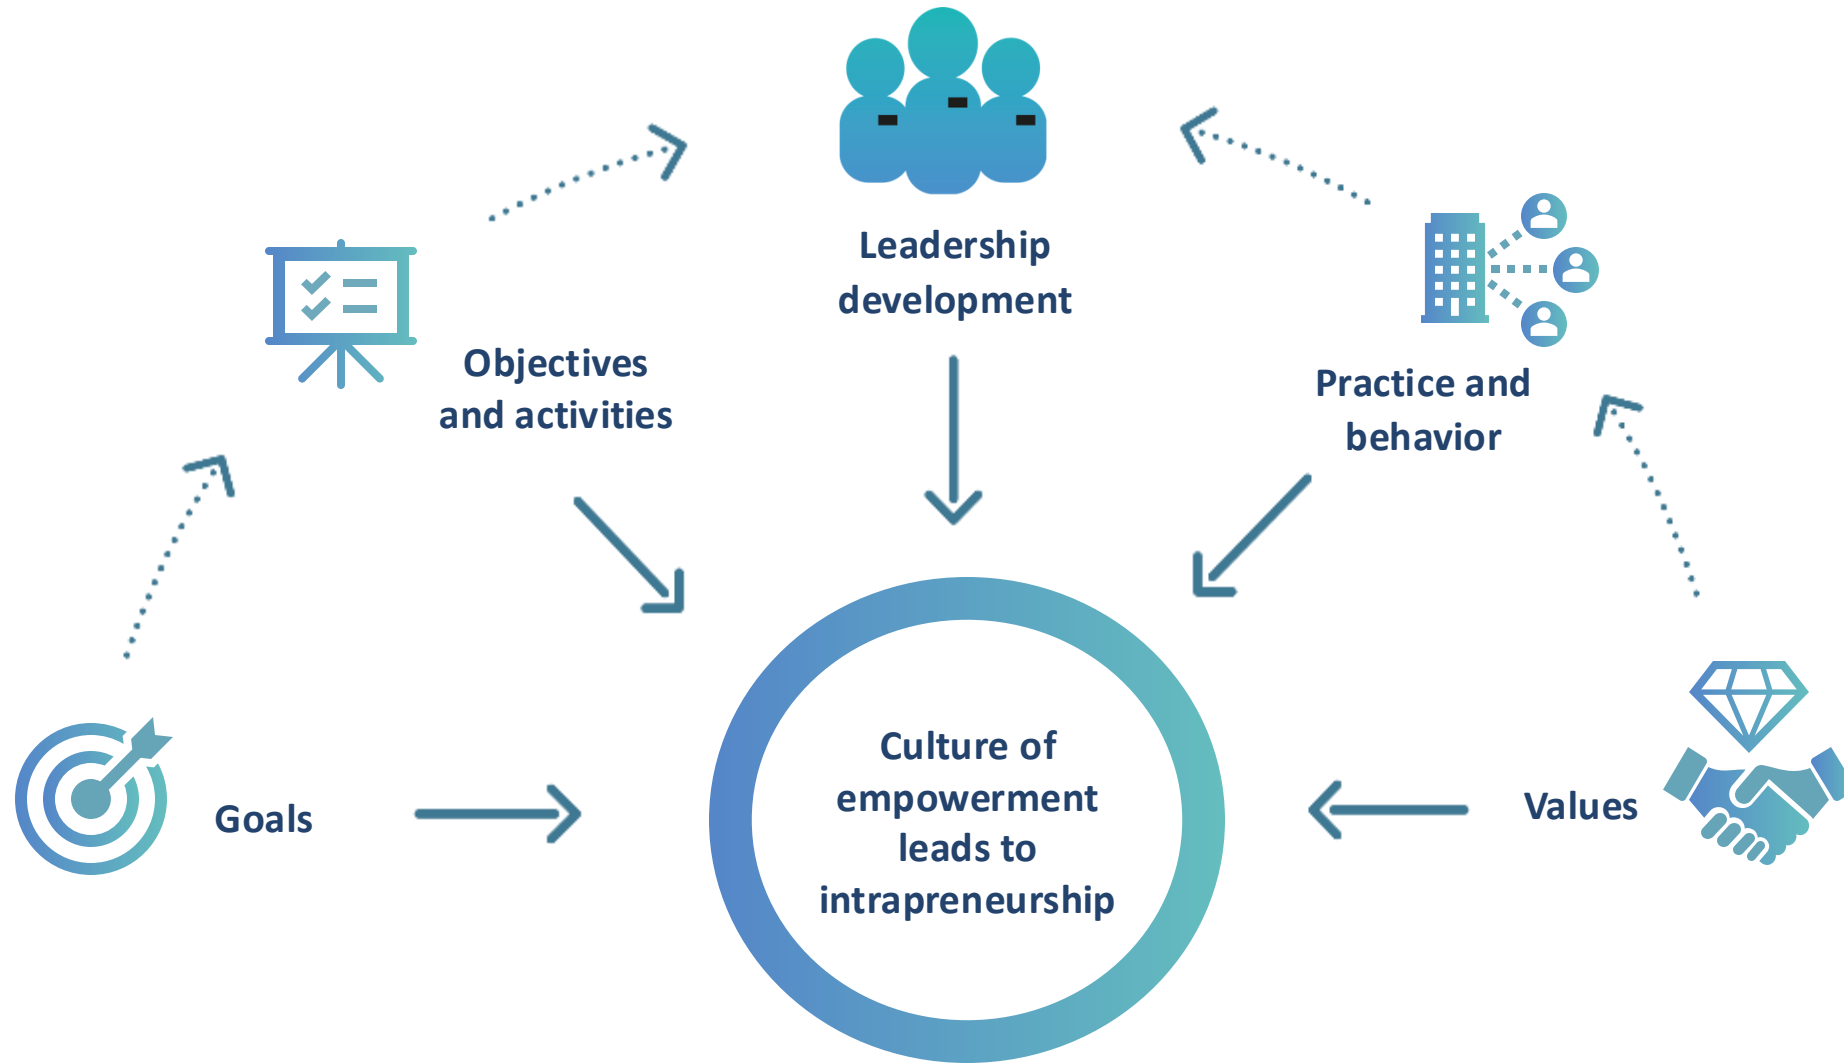 Leadership
development
Objectives
and activities
Practice and
behavior
Goals
Culture of
empowerment
leads to
intrapreneurship
Values